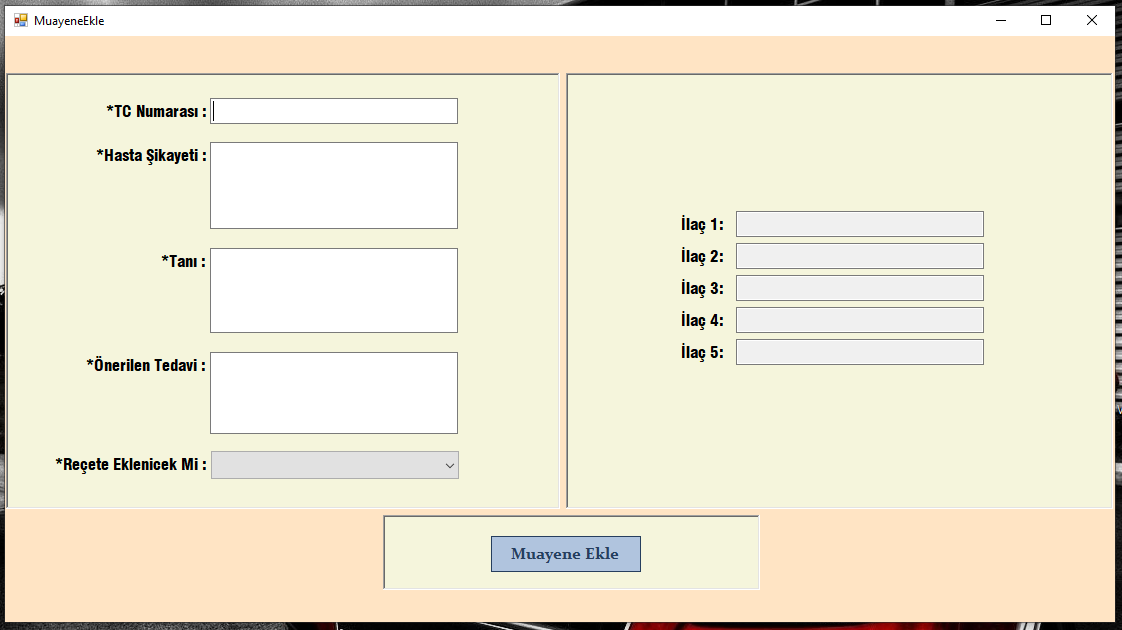 MuayeneEkle
*TC Numarası :
*Hasta Şikayeti :
*Tanı :
*Önerilen Tedavi :
*Reçete Eklenicek Mi :
İlaç 1:
İlaç 2:
İlaç 3:
İlaç 4:
İlaç 5:
Muayene Ekle